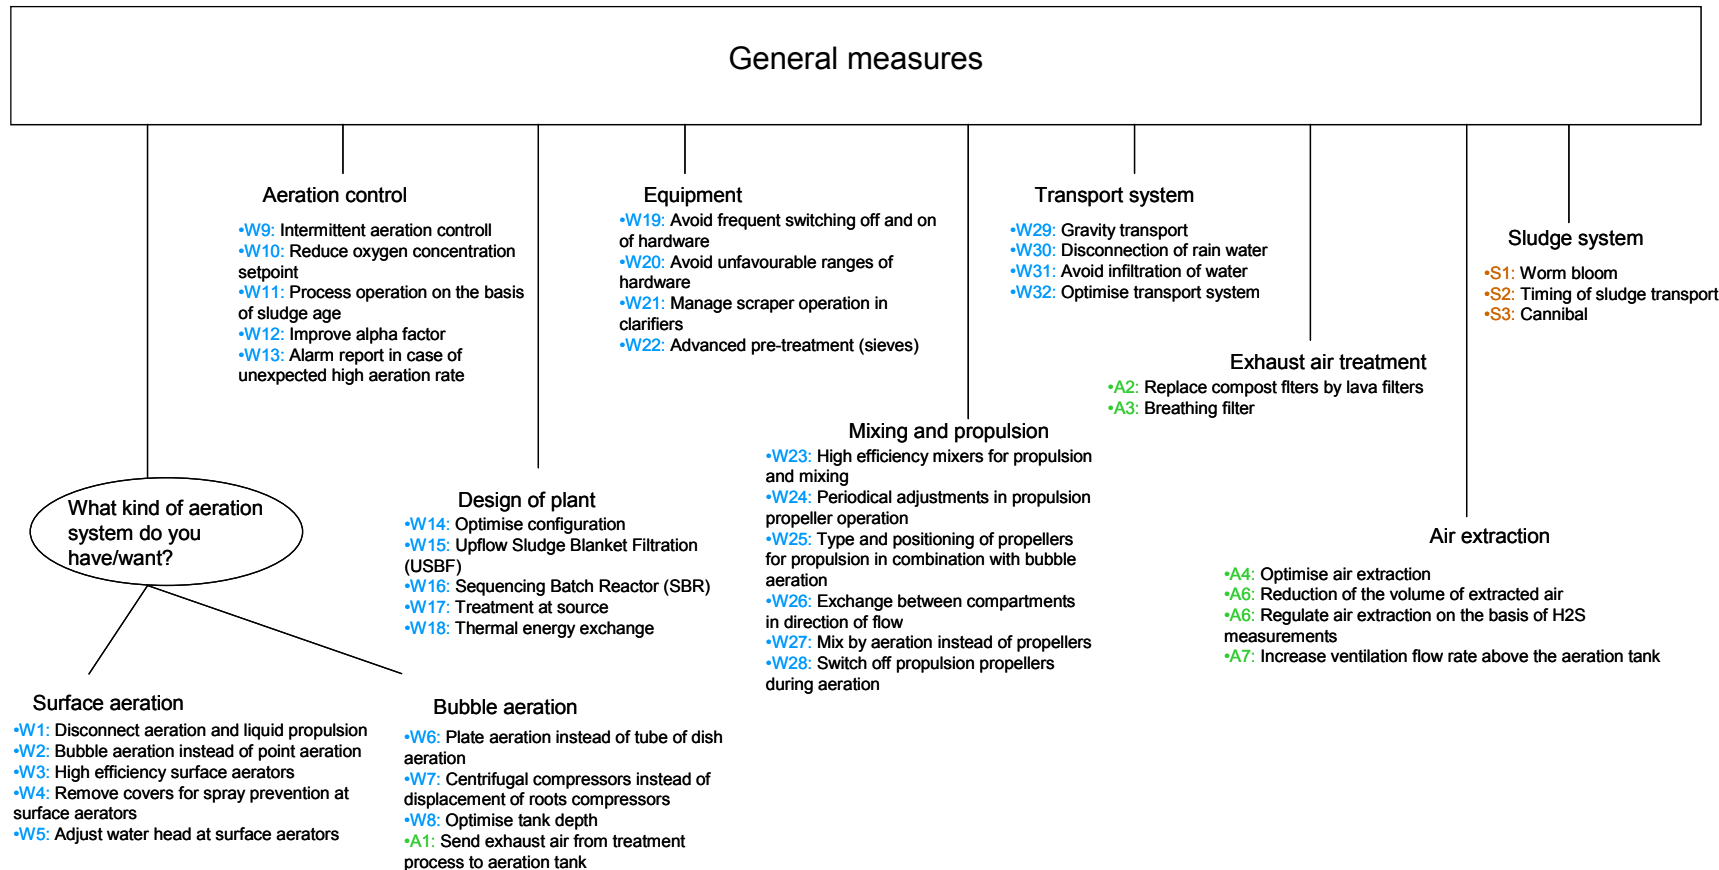 General measures
Aeration control
•W9: Intermittent aeration controll
•W10: Reduce oxygen concentration
setpoint
•W11: Process operation on the basis
of sludge age
•W12: Improve alpha factor
•W13: Alarm report in case of
unexpected high aeration rate
Equipment
•W19: Avoid frequent switching off and on
of hardware
•W20: Avoid unfavourable ranges of
hardware
•W21: Manage scraper operation in
clarifiers
•W22: Advanced pre-treatment (sieves)
Transport system
•W29: Gravity transport
•W30: Disconnection of rain water
•W31: Avoid infiltration of water
•W32: Optimise transport system
Sludge system
•S1: Worm bloom
•S2: Timing of sludge transport
•S3: Cannibal
Exhaust air treatment
•A2: Replace compost flters by lava filters
•A3: Breathing filter
Mixing and propulsion
•W23: High efficiency mixers for propulsion
and mixing
•W24: Periodical adjustments in propulsion
propeller operation
•W25: Type and positioning of propellers
for propulsion in combination with bubble
aeration
•W26: Exchange between compartments
in direction of flow
•W27: Mix by aeration instead of propellers
•W28: Switch off propulsion propellers
during aeration
What kind of aeration
system do you
have/want?
Design of plant
•W14: Optimise configuration
•W15: Upflow Sludge Blanket Filtration
(USBF)
•W16: Sequencing Batch Reactor (SBR)
•W17: Treatment at source
•W18: Thermal energy exchange
Air extraction
•A4: Optimise air extraction
•A6: Reduction of the volume of extracted air
•A6: Regulate air extraction on the basis of H2S
measurements
•A7: Increase ventilation flow rate above the aeration tank
Surface aeration
•W1: Disconnect aeration and liquid propulsion
•W2: Bubble aeration instead of point aeration
•W3: High efficiency surface aerators
•W4: Remove covers for spray prevention at
surface aerators
•W5: Adjust water head at surface aerators
Bubble aeration
•W6: Plate aeration instead of tube of dish
aeration
•W7: Centrifugal compressors instead of
displacement of roots compressors
•W8: Optimise tank depth
•A1: Send exhaust air from treatment
process to aeration tank